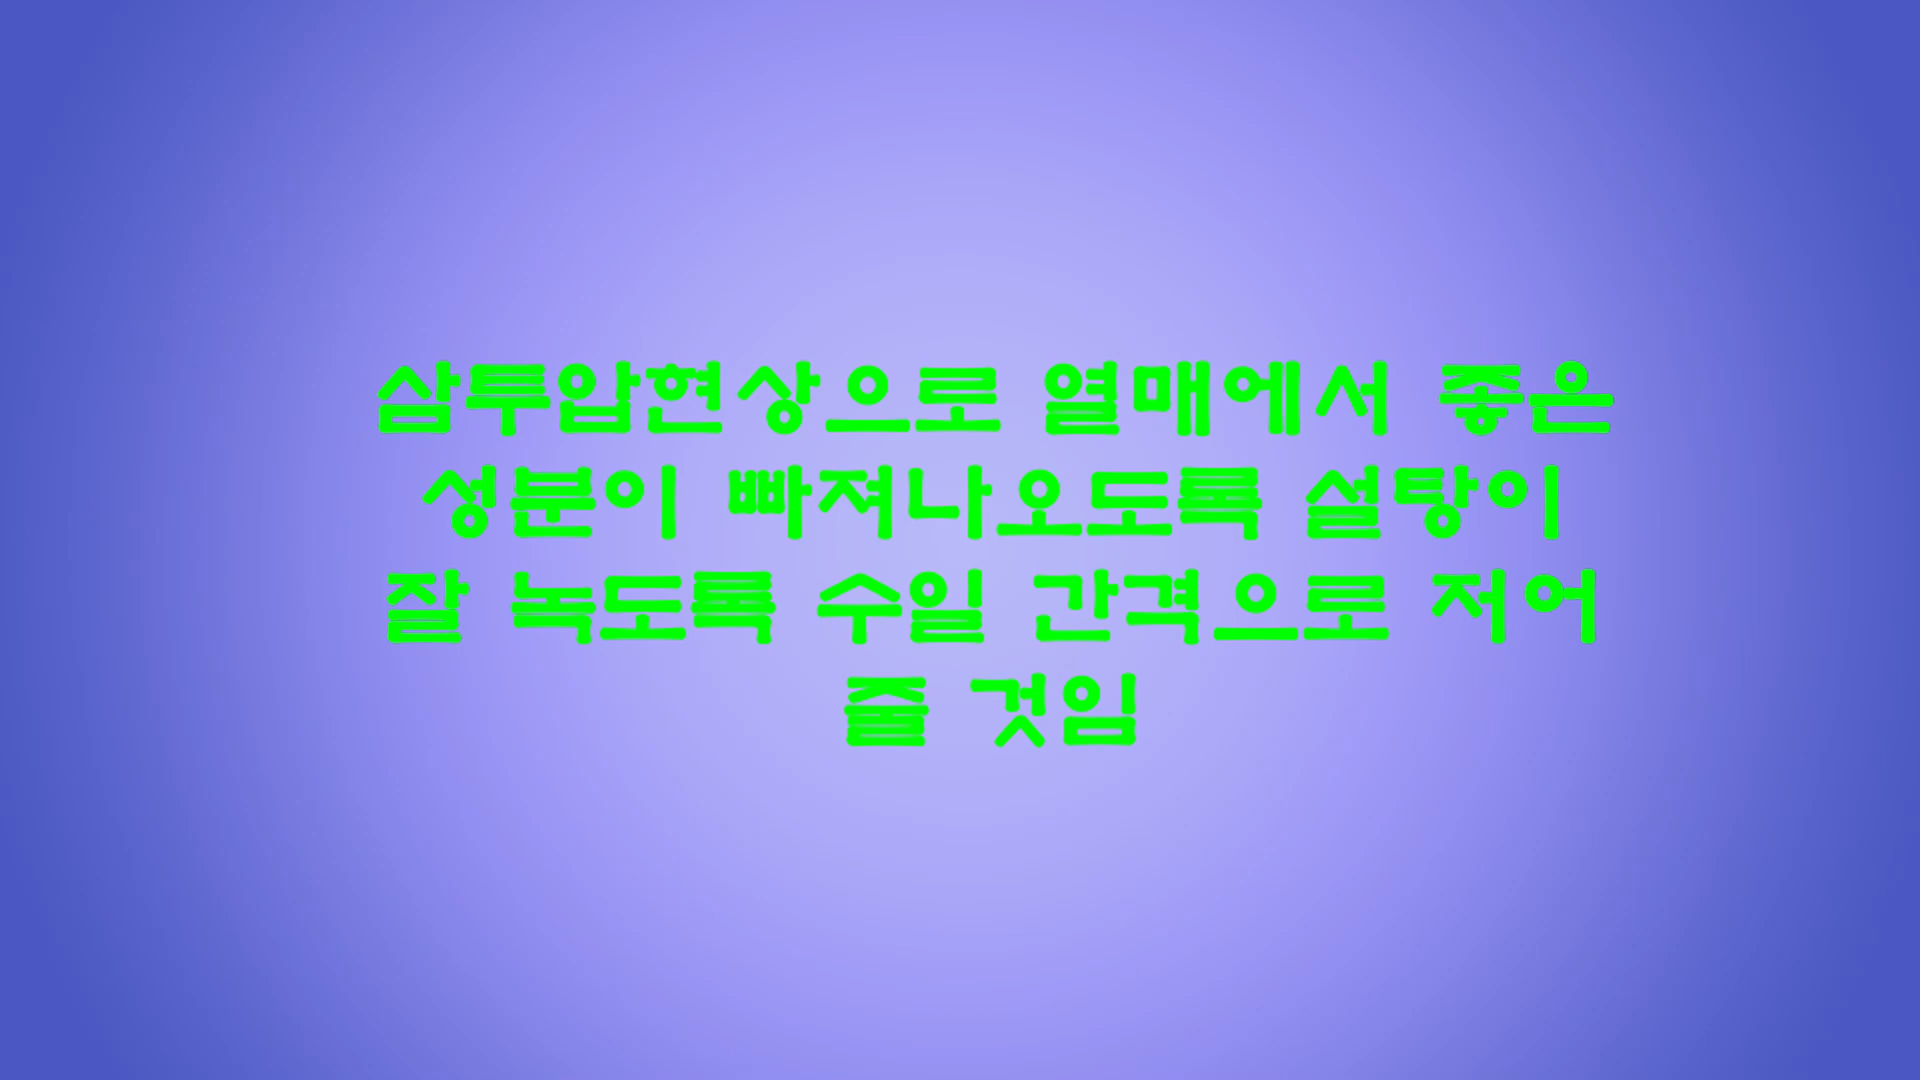 삼투압현상으로 열매에서 좋은
성분이 빠져나오도록 설탕이
잘 녹도록 수일 간격으로 저어
줄 것임